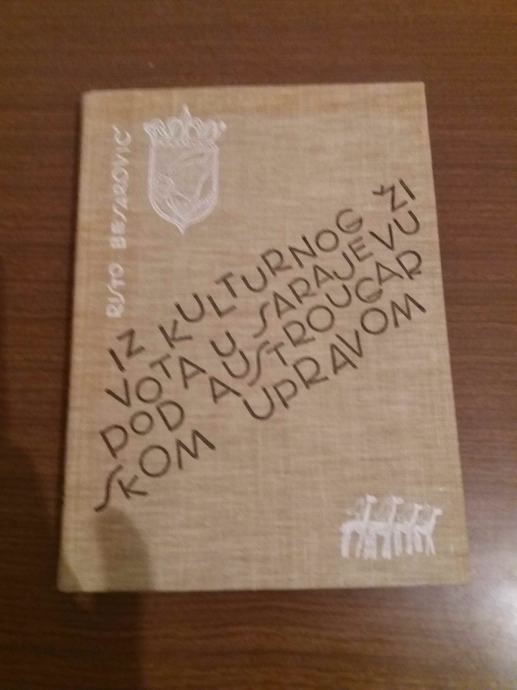 RISTO BESAROVIĆ
IZ KULTURNOG ŽI
VOTA U SARAJEVU
POD AUSTROUGAR
SKOM UPRAVOM